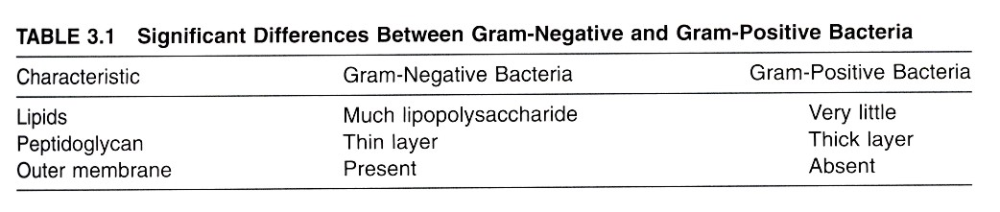 TABLE 3.1 Significant Differences Between Gram-Negative and Gram-Positive Bacteria
Characteristic Gram-Negative Bacteria Gram-Positive Bacteria
Lipids Much lipopolysaccharide Very little
Peptidoglycan Thin layer Thick layer
Outer membrane Present Absent